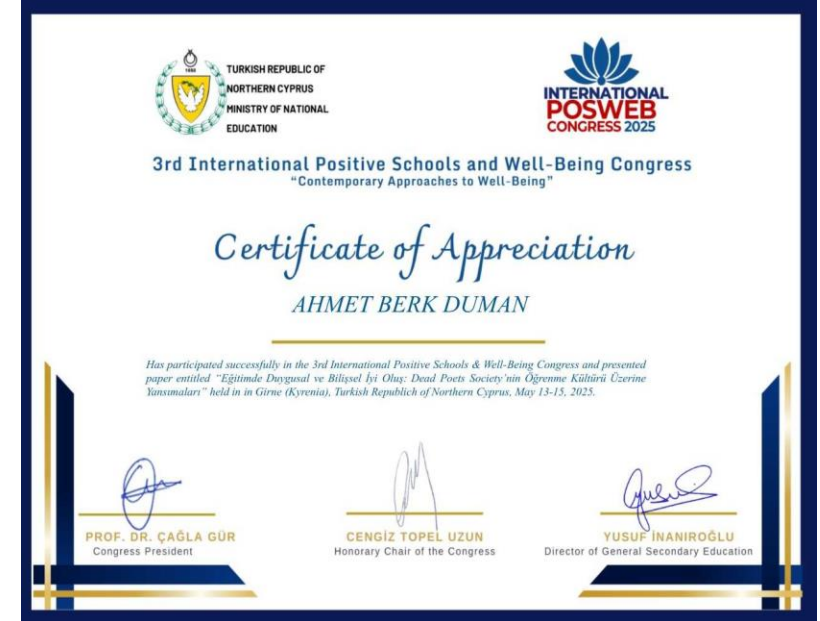 TURKISH REPUBLIC OF
NORTHERN CYPRUS
MINISTRY OF NATIONAL
EDUCATION
INTERNATIONAL
POSWEB
CONGRESS 2025
3rd International Positive Schools and Well-Being Congress
"Contemporary Approaches to Well-Being"
Certificate of Appreciation
AHMET BERK DUMAN
Has participated successfully in the 3rd International Positive Schools & Well-Being Congress and presented
paper entitled "Eğitimde Duygusal ve Bilişsel İyi Oluş: Dead Poets Society'nin Öğrenme Kültürü Üzerine
Yansımaları" held in in Girne (Kyrenia), Turkish Republich of Northern Cyprus, May 13-15, 2025.
PROF. DR. ÇAĞLA GÜR
Congress President
CENGİZ TOPEL UZUN
Honorary Chair of the Congress
YUSUF İNANIROĞLU
Director of General Secondary Education